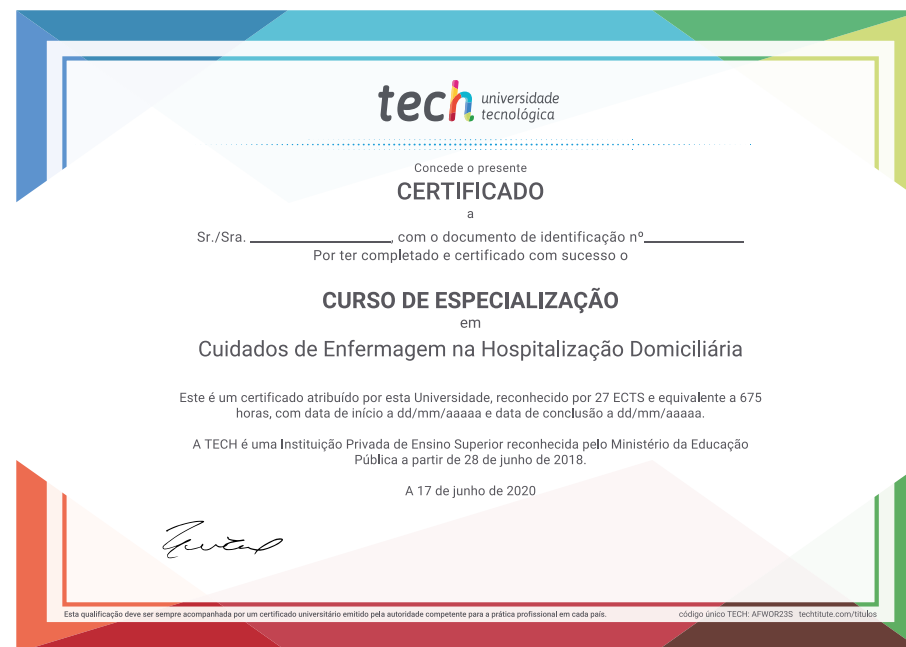 tech universidade
tecnológica
Concede o presente
CERTIFICADO
a
Sr./Sra. ____________, com o documento de identificação nº____________
Por ter completado e certificado com sucesso o
CURSO DE ESPECIALIZAÇÃO
em
Cuidados de Enfermagem na Hospitalização Domiciliária
Este é um certificado atribuído por esta Universidade, reconhecido por 27 ECTS e equivalente a 675
horas, com data de início a dd/mm/aaaaa e data de conclusão a dd/mm/aaaaa.
A TECH é uma Instituição Privada de Ensino Superior reconhecida pelo Ministério da Educação
Pública a partir de 28 de junho de 2018.
A 17 de junho de 2020
Esta qualificação deve ser sempre acompanhada por um certificado universitário emitido pela autoridade competente para a prática profissional em cada país.
código único TECH: AFWOR23S techtitute.com/titulos